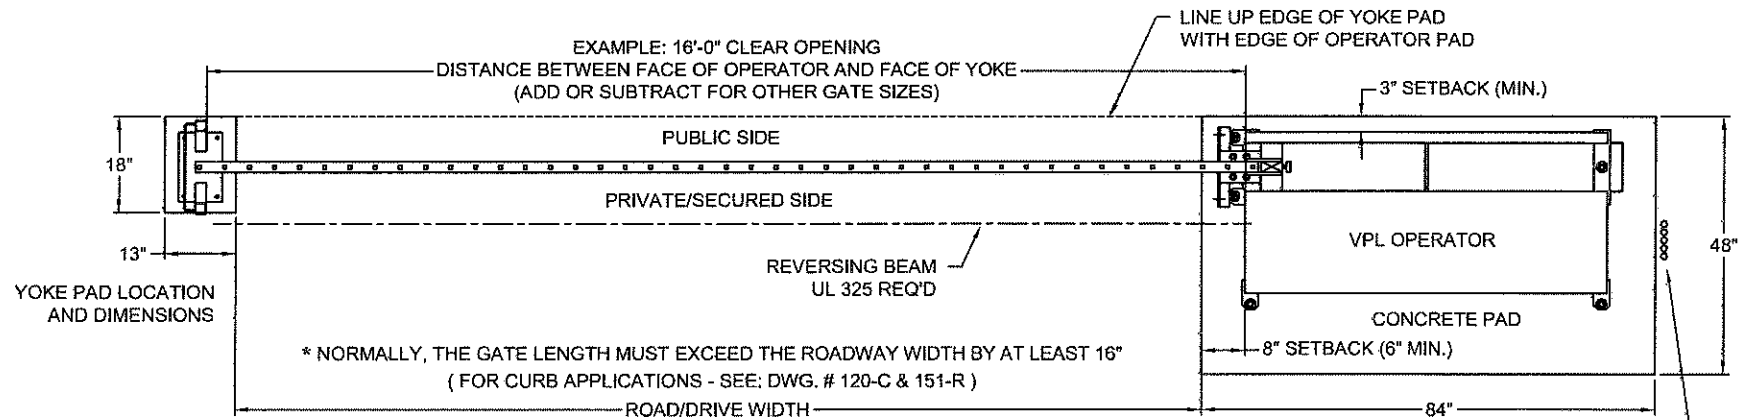 LINE UP EDGE OF YOKE PAD
WITH EDGE OF OPERATOR PAD
EXAMPLE: 16'-0" CLEAR OPENING
DISTANCE BETWEEN FACE OF OPERATOR AND FACE OF YOKE
(ADD OR SUBTRACT FOR OTHER GATE SIZES)
3" SETBACK (MIN.)
PUBLIC SIDE
18"
PRIVATE/SECURED SIDE
VPL OPERATOR
48"
13"
REVERSING BEAM
UL 325 REQ'D
YOKE PAD LOCATION
AND DIMENSIONS
CONCRETE PAD
* NORMALLY, THE GATE LENGTH MUST EXCEED THE ROADWAY WIDTH BY AT LEAST 16"
8" SETBACK (6" MIN.)
( FOR CURB APPLICATIONS - SEE: DWG. # 120-C & 151-R )
ROAD/DRIVE WIDTH
84"